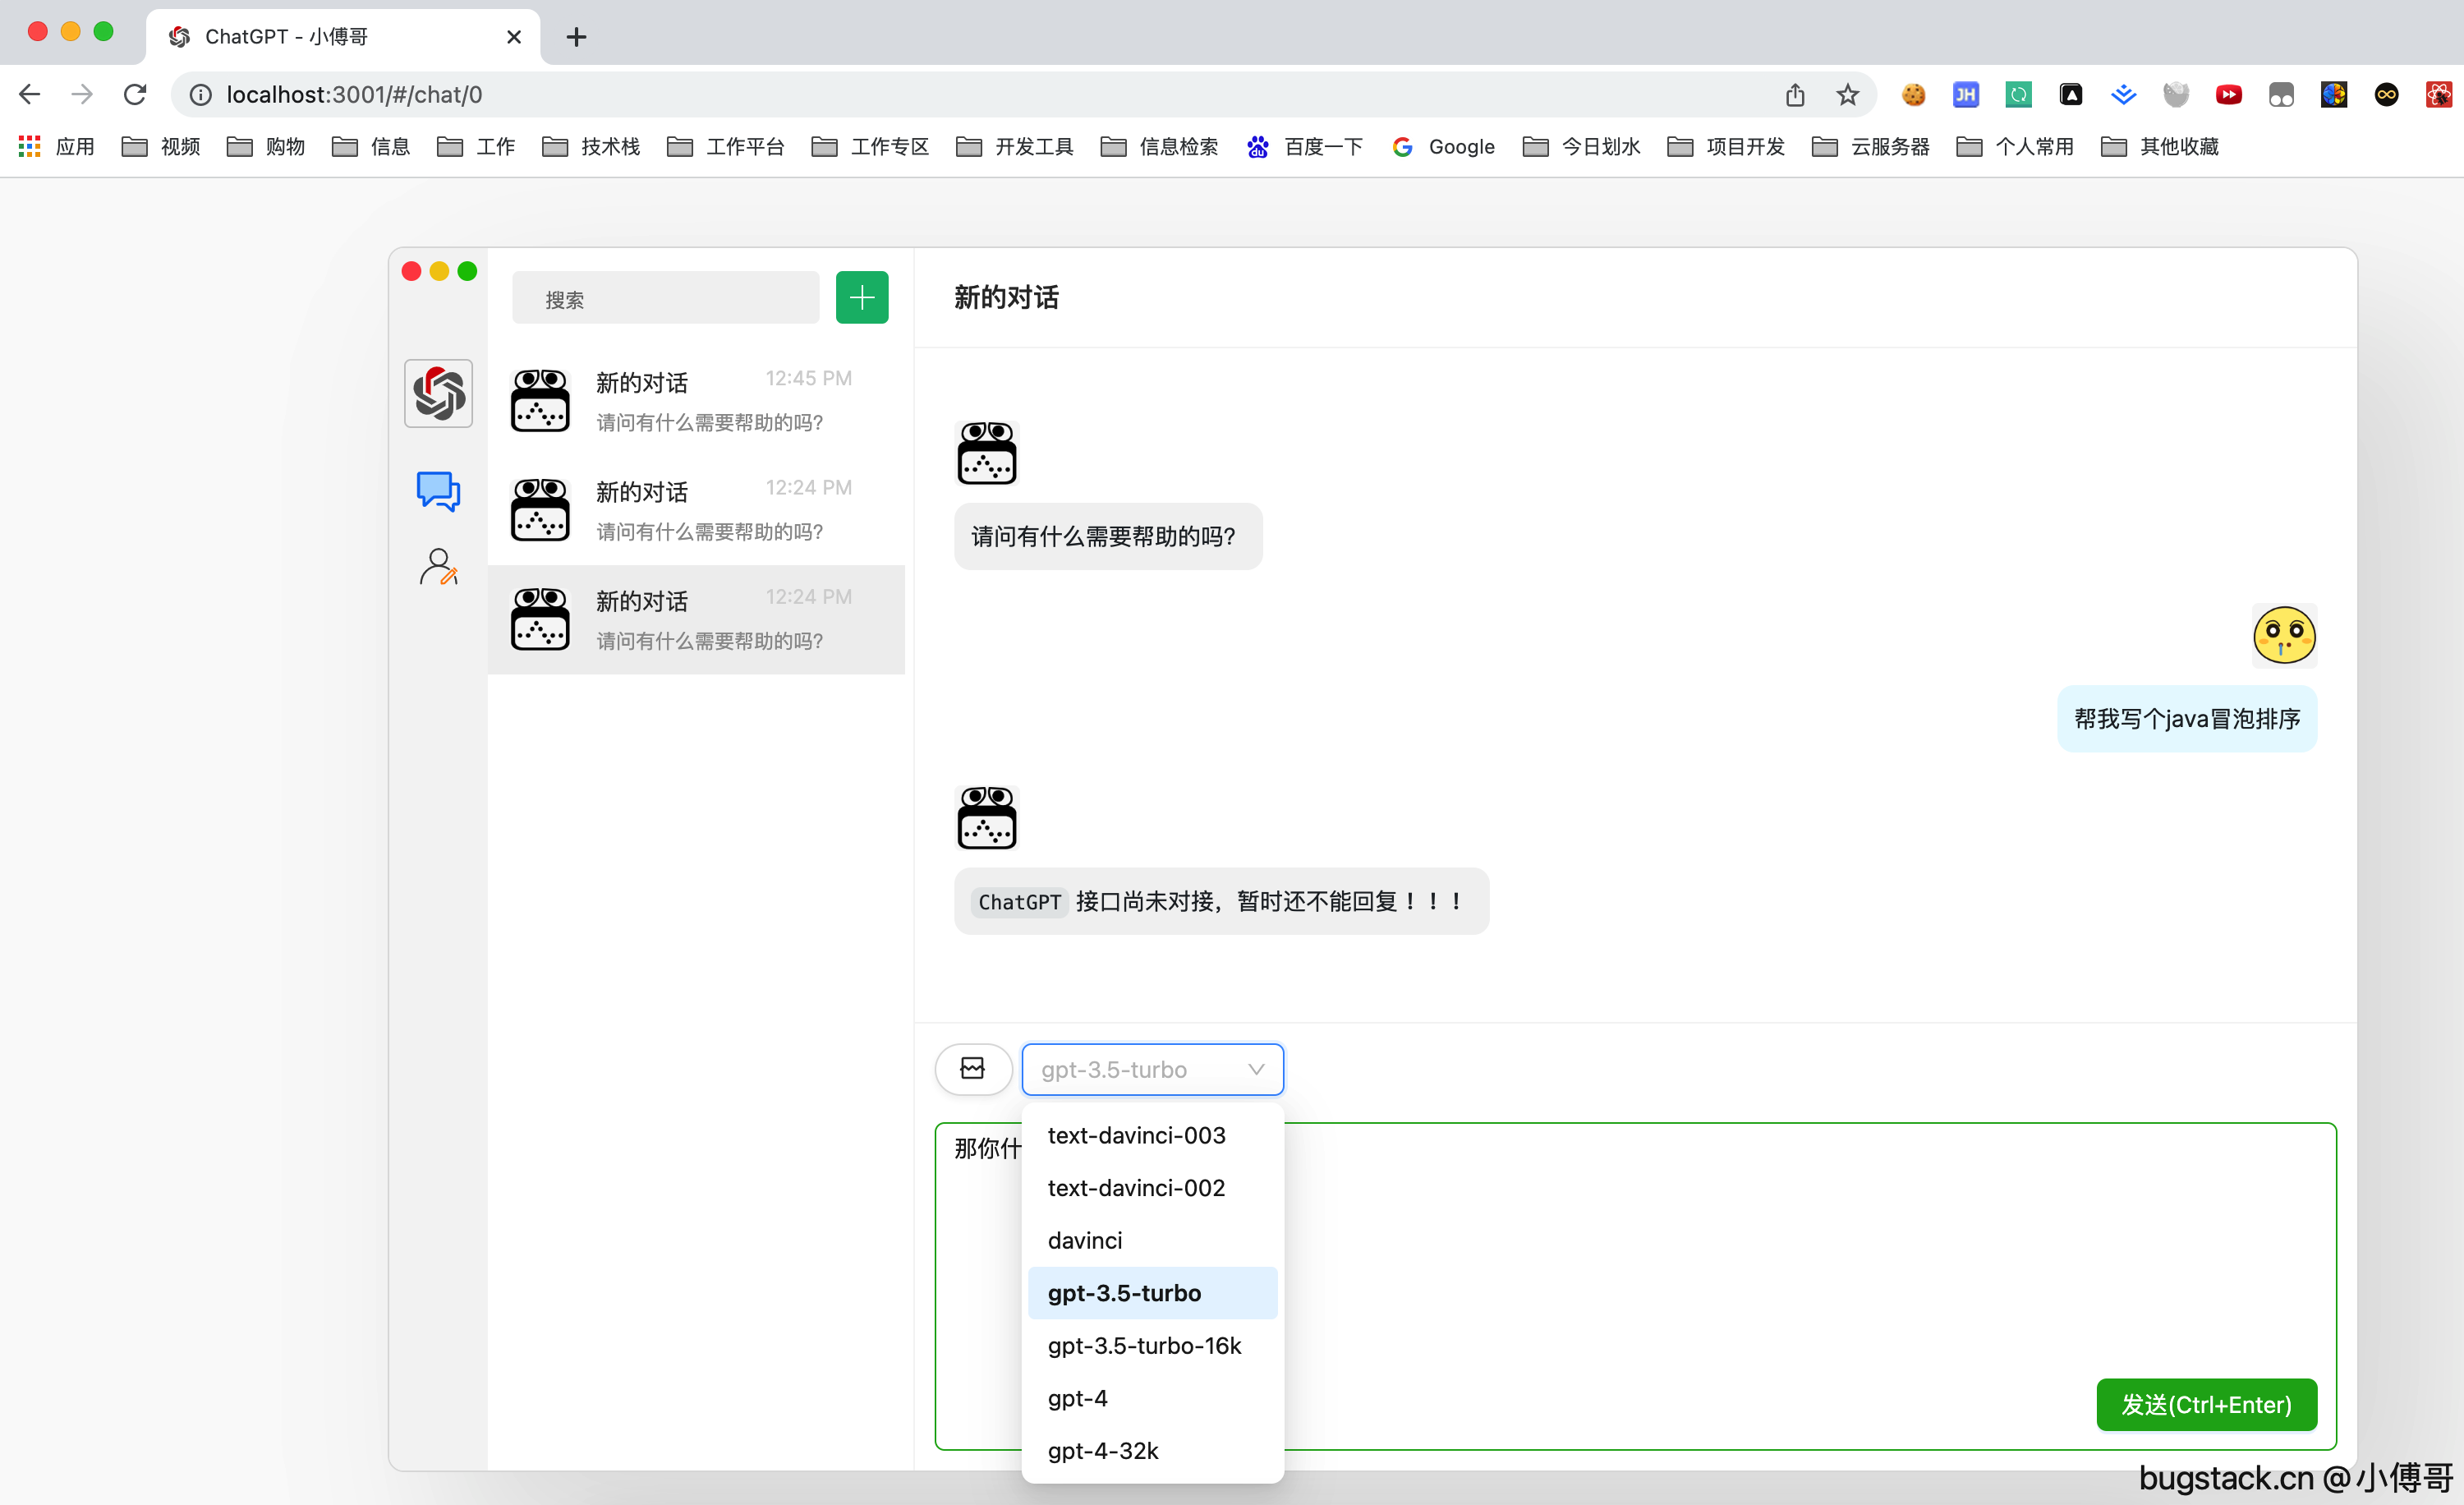 ChatGPT - 小傅哥
localhost:3001/#/chat/0
JH
应用 视频 购物 信息 工作 技术栈 工作平台 工作专区 开发工具 信息检索 du 百度一下 Google 今日划水 项目开发 云服务器 个人常用 其他收藏
搜索
新的对话 12:45 PM
请问有什么需要帮助的吗?
新的对话 12:24 PM
请问有什么需要帮助的吗?
新的对话 12:24 PM
请问有什么需要帮助的吗?
新的对话
请问有什么需要帮助的吗?
帮我写个java冒泡排序
ChatGPT 接口尚未对接，暂时还不能回复！！！
gpt-3.5-turbo
那你什
text-davinci-003
text-davinci-002
davinci
gpt-3.5-turbo
gpt-3.5-turbo-16k
gpt-4
gpt-4-32k
发送(Ctrl+Enter)
bugstack.cn @小傅哥